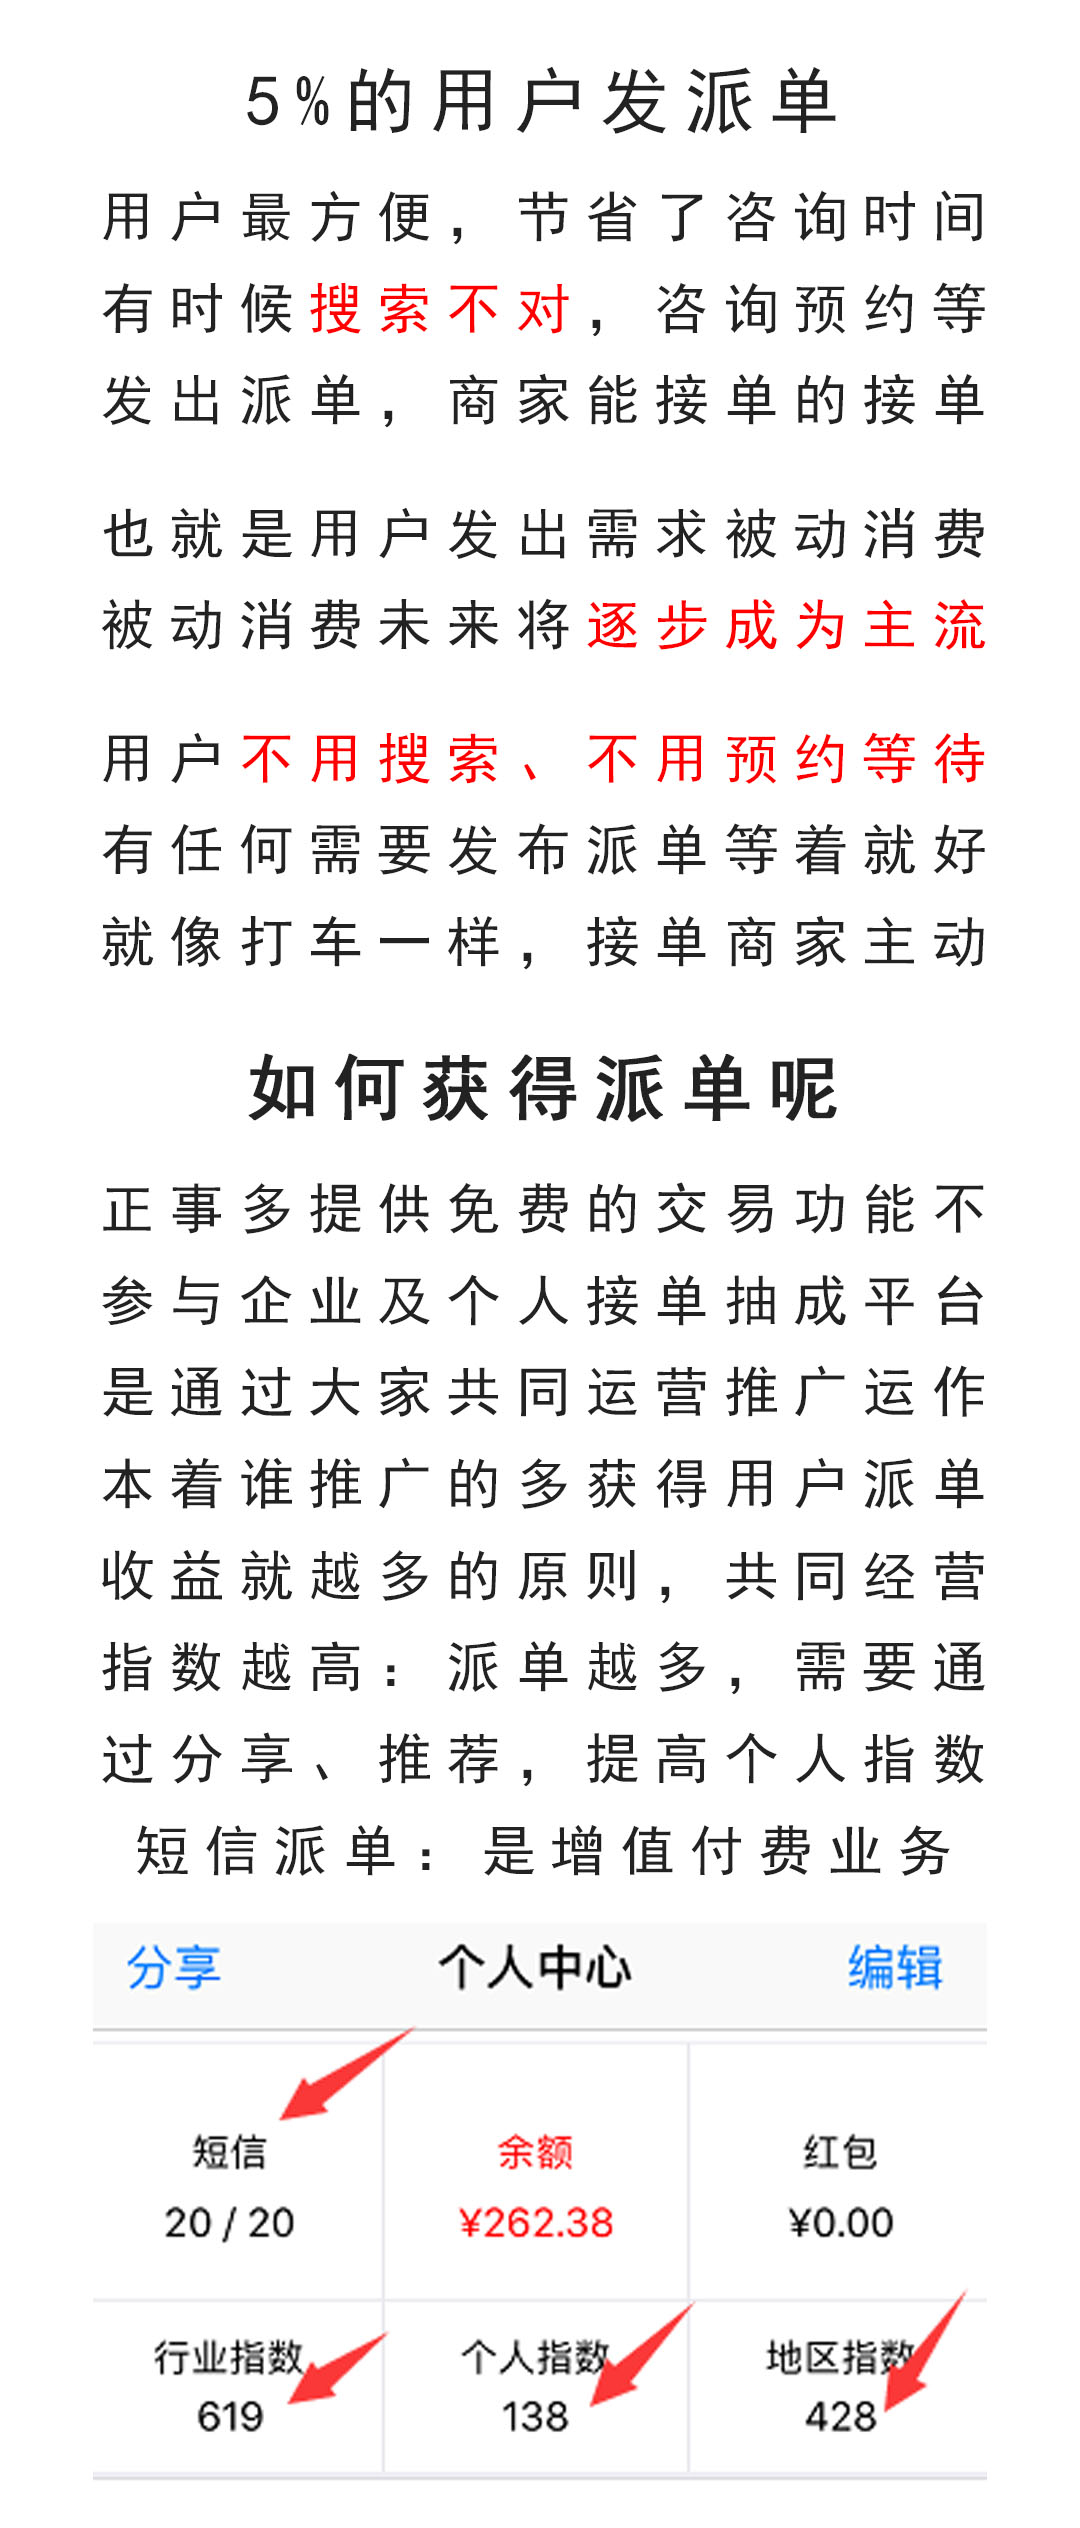 5%的用户发派单
用户最方便，节省了咨询时间
有时候搜索不对，咨询预约等
发出派单，商家能接单的接单
也就是用户发出需求被动消费
被动消费未来将逐步成为主流
用户不用搜索、不用预约等待
有任何需要发布派单等着就好
就像打车一样，接单商家主动
如何获得派单呢
正事多提供免费的交易功能不
参与企业及个人接单抽成平台
是通过大家共同运营推广运作
本着谁推广的多获得用户派单
收益就越多的原则，共同经营
指数越高：派单越多，需要通
过分享、推荐，提高个人指数
短信派单：是增值付费业务
分享 个人中心 编辑
短信 余额 红包
20 / 20 ¥262.38 ¥0.00
行业指数 个人指数 地区指数
619 138 428